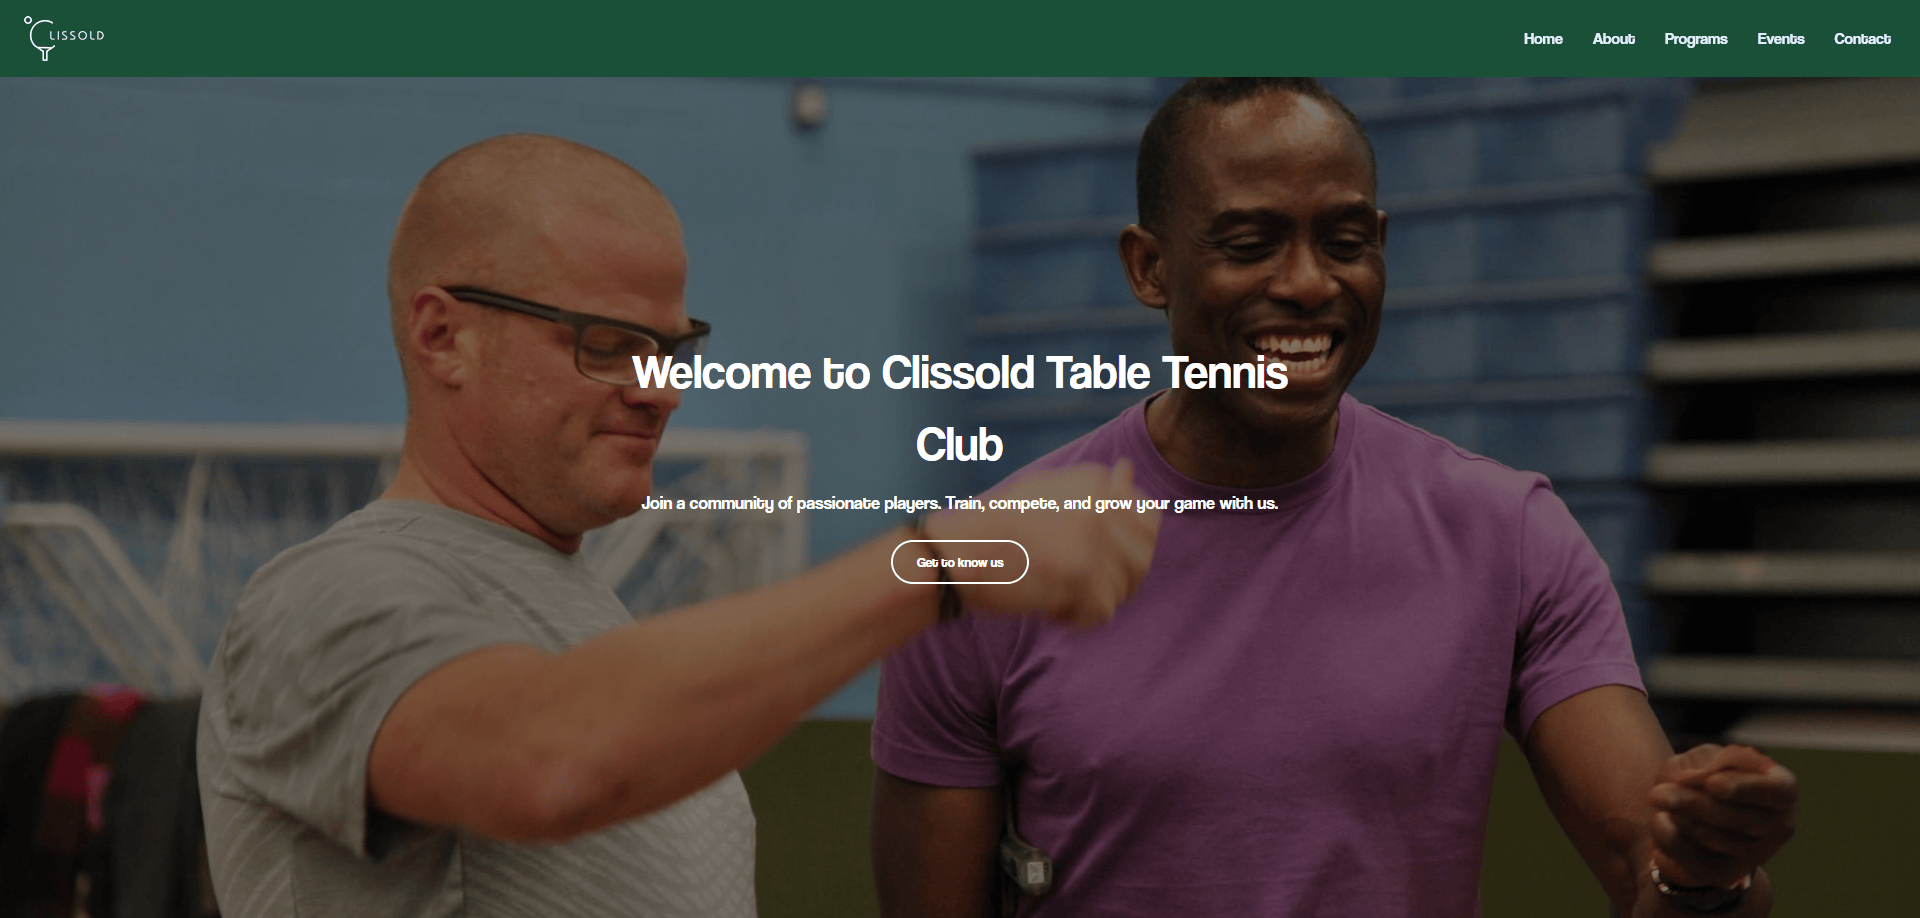 CLISSOLD
Home About Programs Events Contact
Welcome to Clissold Table Tennis
Club
Join a community of passionate players. Train, compete, and grow your game with us.
Get to know us